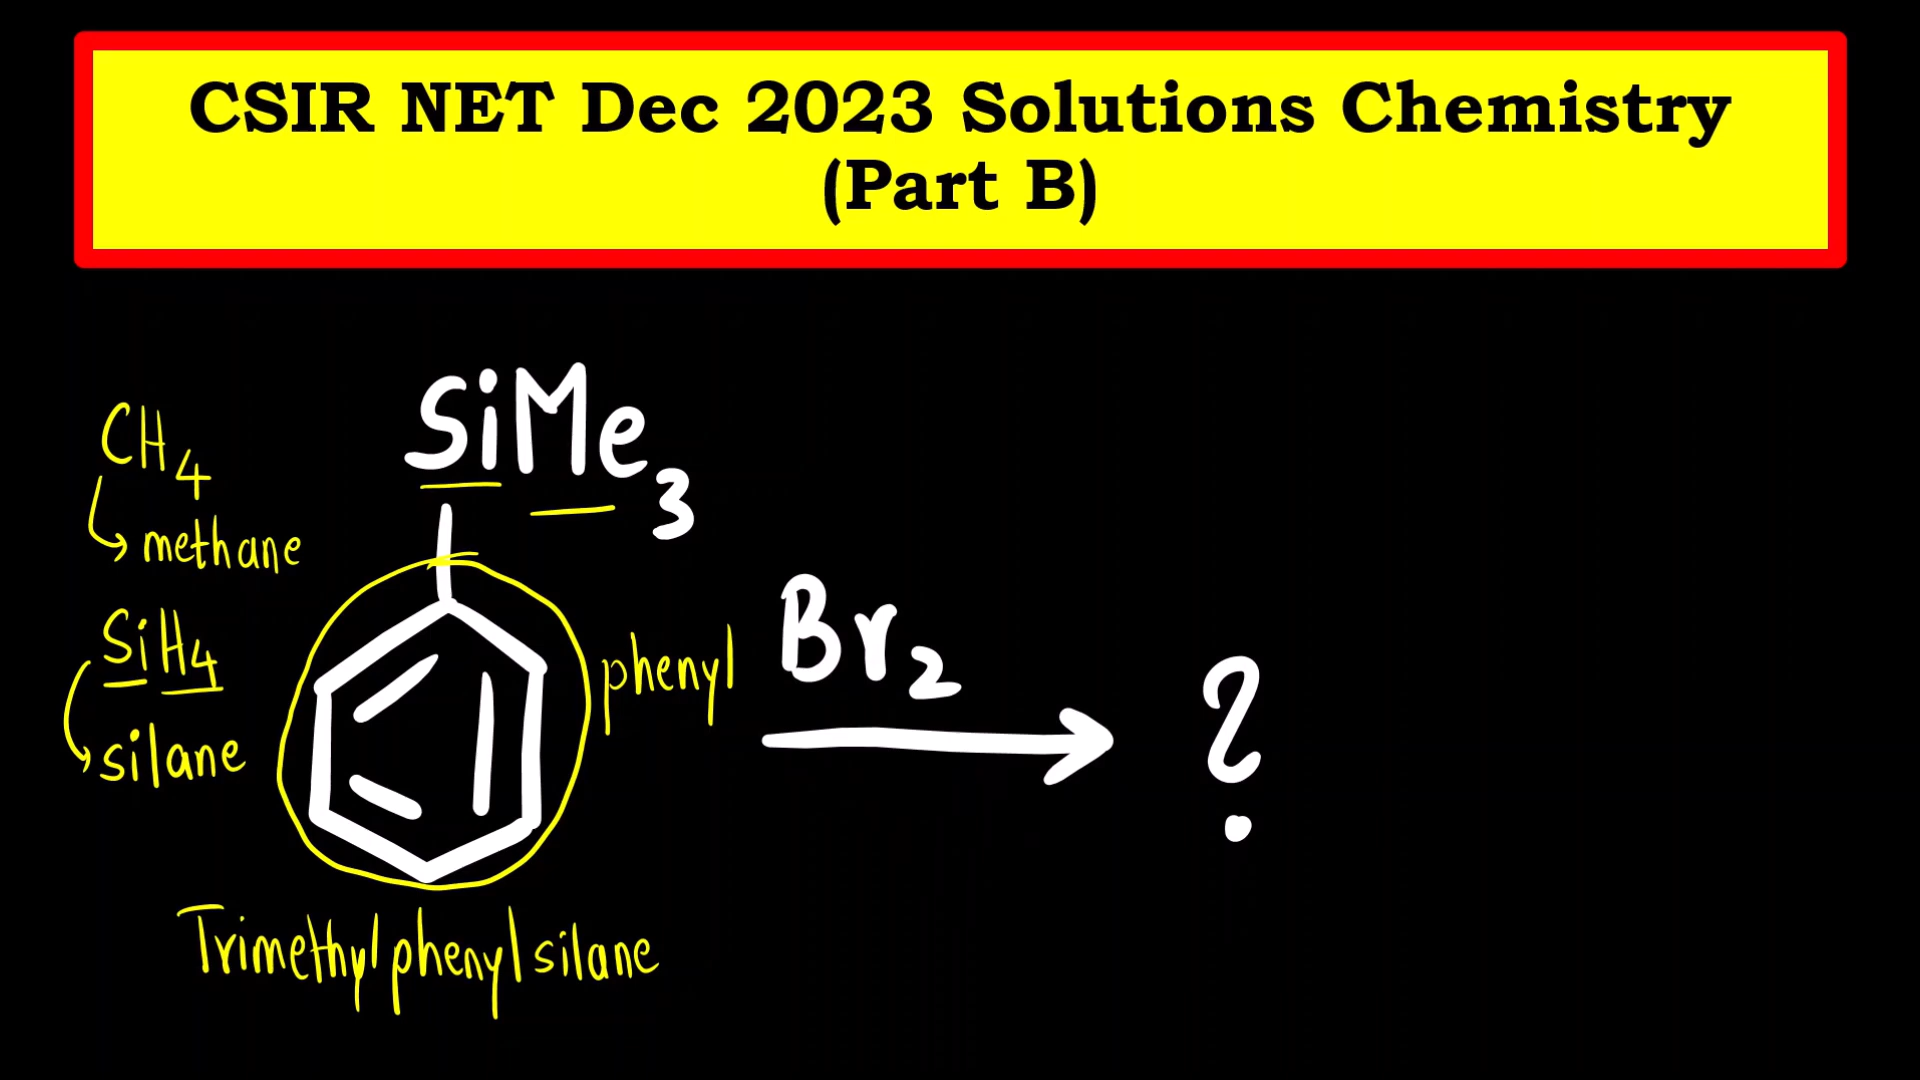 CSIR NET Dec 2023 Solutions Chemistry
(Part B)
SiMe3
CH4
methane
SiH4
silane
phenyl
Br2
?
Trimethylphenylsilane